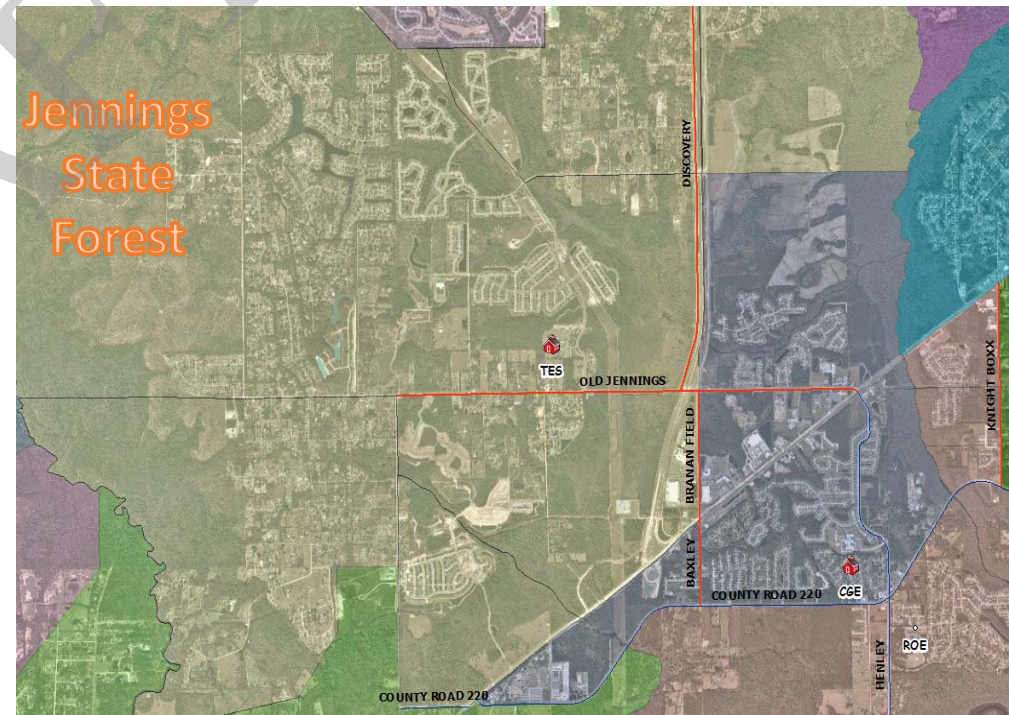 Jennings
State
Forest
DISCOVERY
KNIGHT BOXX
TES
OLD JENNINGS
BRANAN FIELD
BAXLEY
CGE
COUNTY ROAD 220
ROE
HENLEY
COUNTY ROAD 220